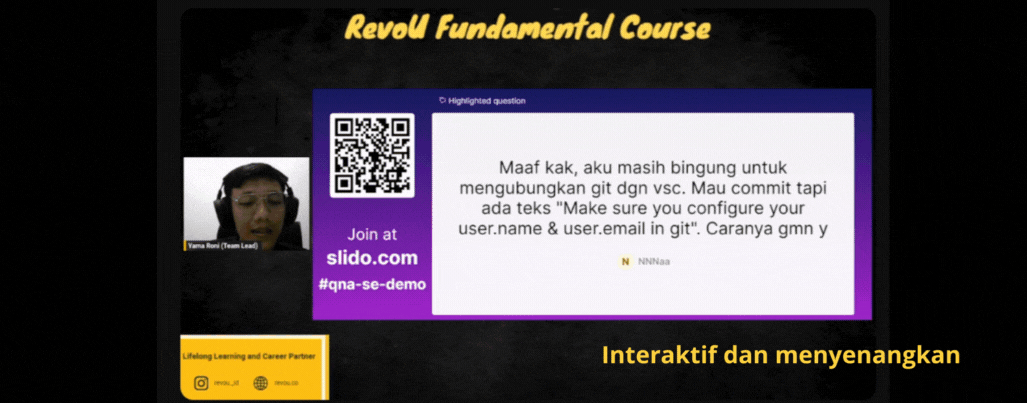 RevoU Fundamental Course
Highlighted question
Maaf kak, aku masih bingung untuk
mengubungkan git dgn vsc. Mau commit tapi
ada teks "Make sure you configure your
user.name & user.email in git". Caranya gmn y
N NNNaa
Join at
slido.com
#qna-se-demo
Yama Roni (Team Lead)
Lifelong Learning and Career Partner
revou_id
revou.co
Interaktif dan menyenangkan